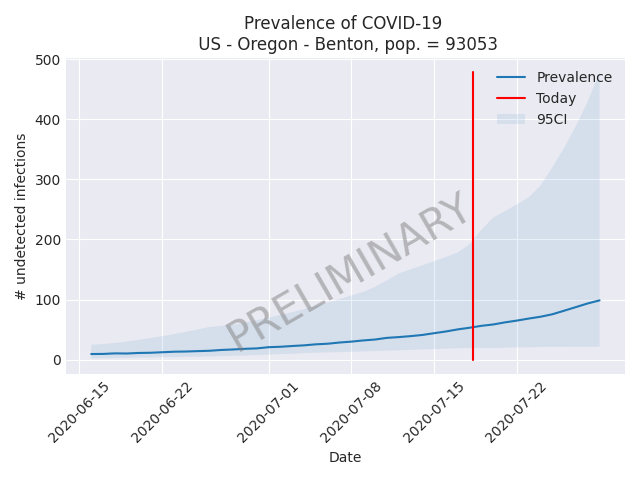 Prevalence of COVID-19
US - Oregon - Benton, pop. = 93053
# undetected infections
500
400
300
200
100
0
Prevalence
Today
95CI
PRELIMINARY
2020-06-15
2020-06-22
2020-07-01
2020-07-08
2020-07-15
2020-07-22
Date